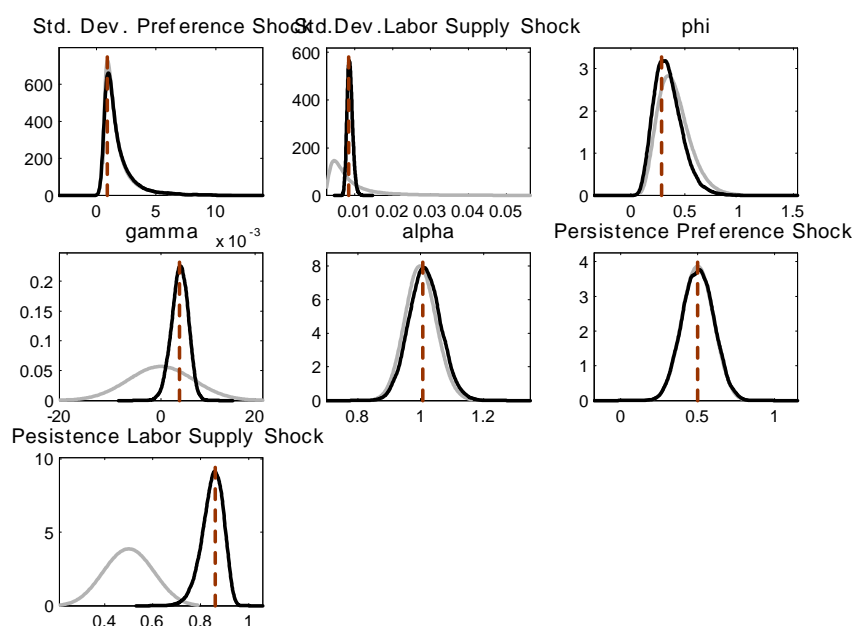 Std. Dev. Preference Shock
Std.Dev.Labor Supply Shock
phi
600
400
200
0
0 5 10
x 10⁻³
600
400
200
0
0.01 0.02 0.03 0.04 0.05
3
2
1
0
0 0.5 1 1.5
gamma
alpha
Persistence Preference Shock
0.2
0.15
0.1
0.05
0
-20 0 20
8
6
4
2
0
0.8 1 1.2
4
3
2
1
0
0 0.5 1
Pesistence Labor Supply Shock
10
5
0
0.4 0.6 0.8 1